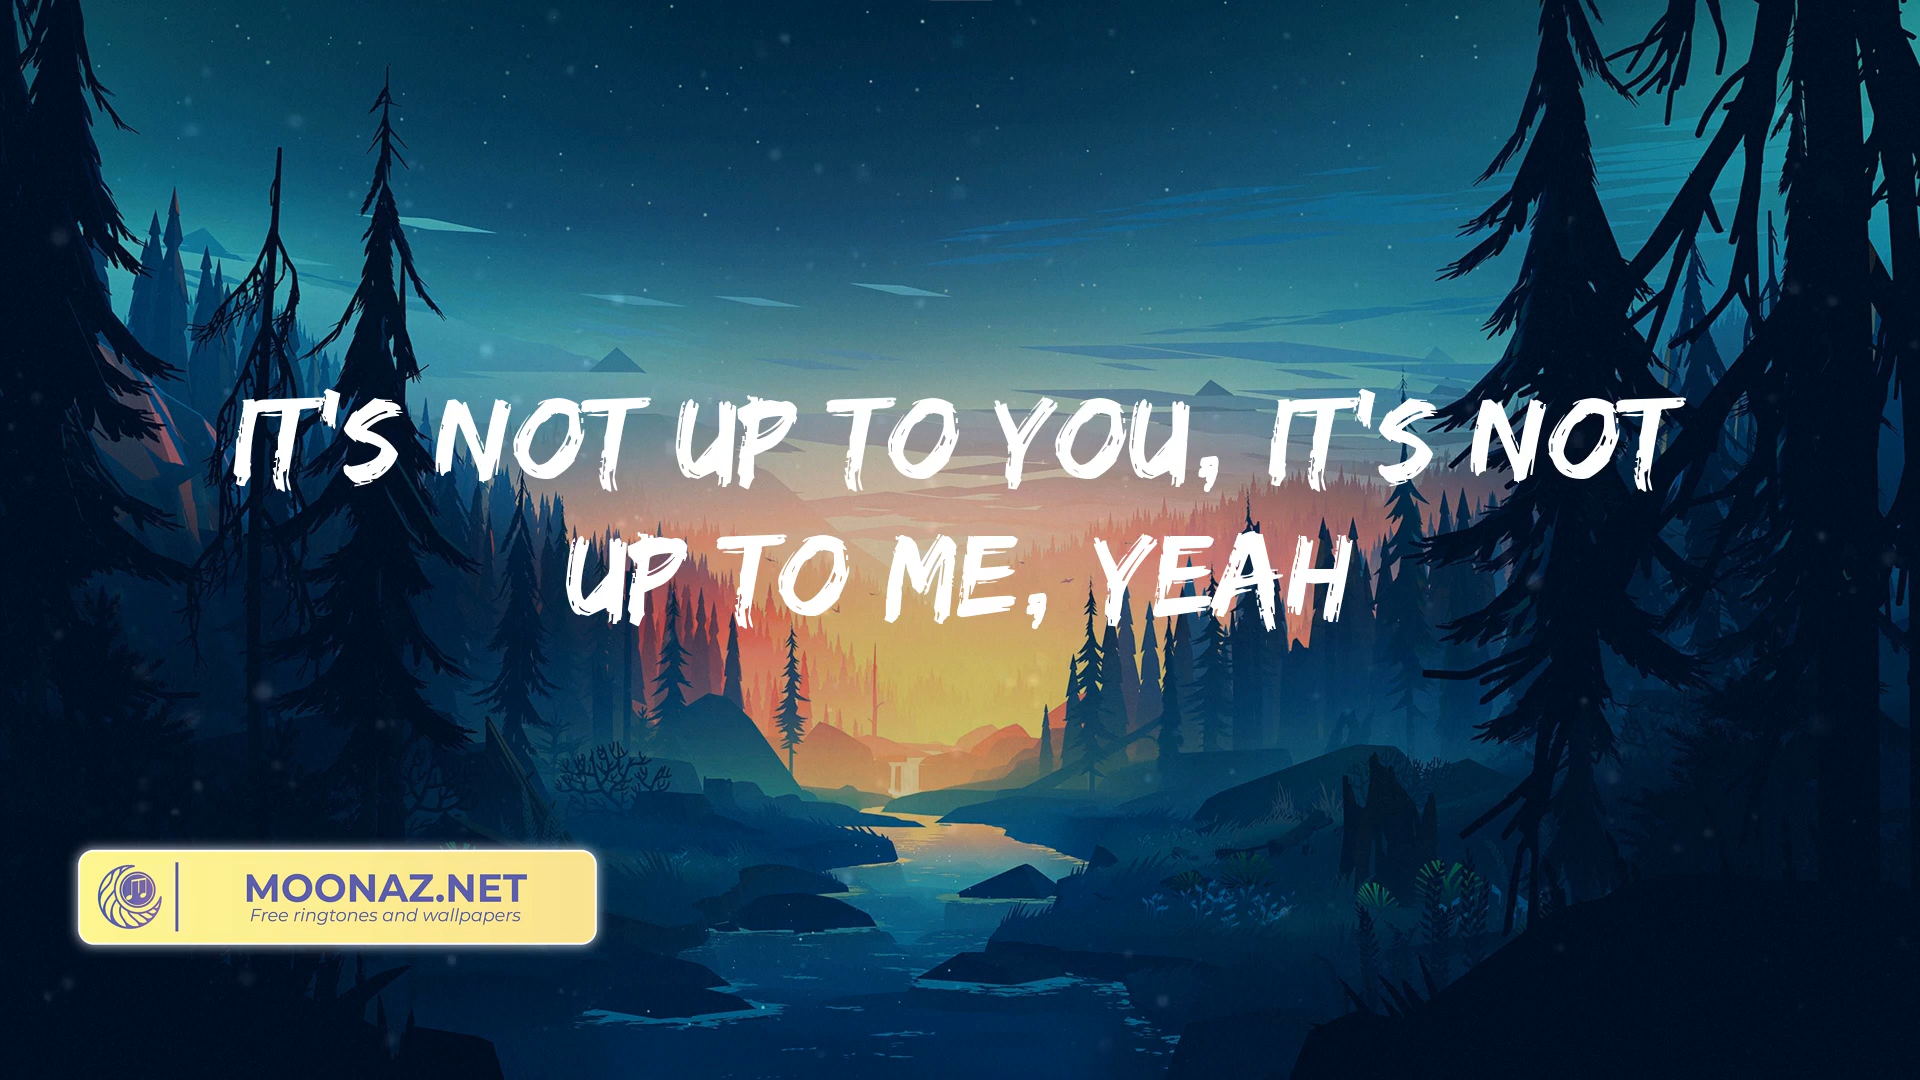 IT'S NOT UP TO YOU, IT'S NOT
UP TO ME, YEAH
MOONAZ.NET
Free ringtones and wallpapers